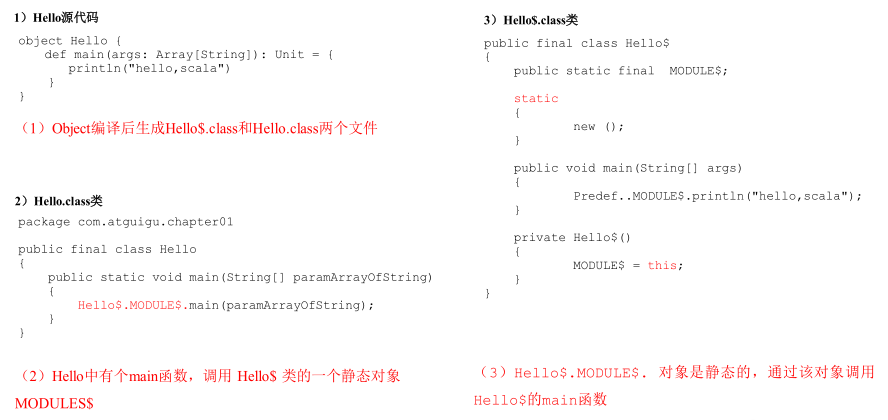 1）Hello源代码
object Hello {
def main(args: Array[String]): Unit = {
println("hello,scala")
}
}
（1）Object编译后生成Hello$.class和Hello.class两个文件
2）Hello.class类
package com.atguigu.chapter01
public final class Hello
{
public static void main(String[] paramArrayOfString)
{
Hello$.MODULE$.main(paramArrayOfString);
}
}
（2）Hello中有个main函数，调用 Hello$ 类的一个静态对象
MODULES$
3）Hello$.class类
public final class Hello$
{
public static final  MODULE$;
static
{
new ();
}
public void main(String[] args)
{
Predef..MODULE$.println("hello,scala");
}
private Hello$()
{
MODULE$ = this;
}
}
（3）Hello$.MODULE$. 对象是静态的，通过该对象调用
Hello$的main函数